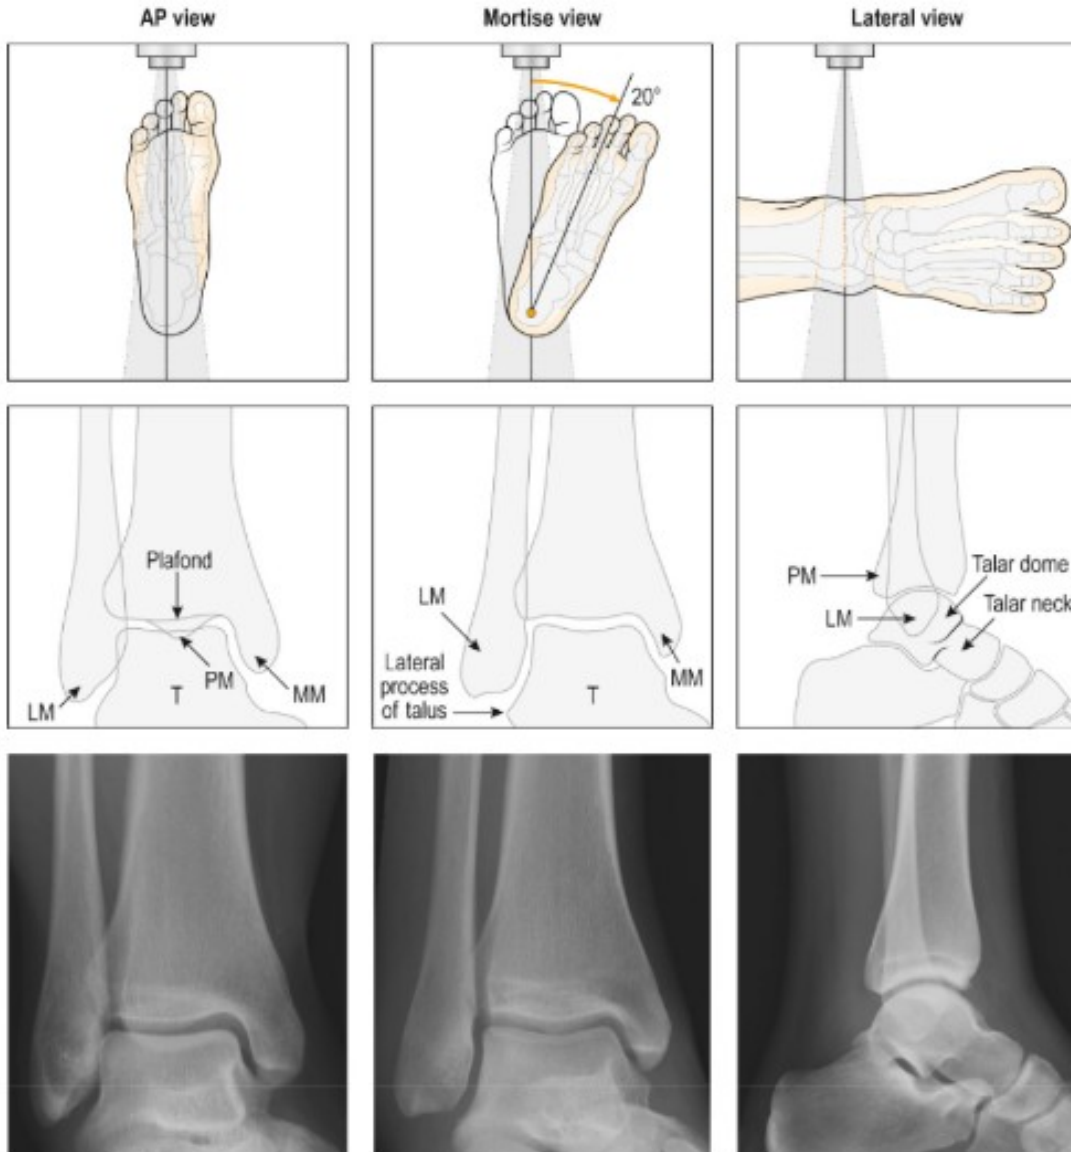 AP view
Mortise view
Lateral view
20°
Plafond
LM
PM
MM
T
LM
Lateral
process
of talus
MM
T
PM
LM
Talar dome
Talar neck